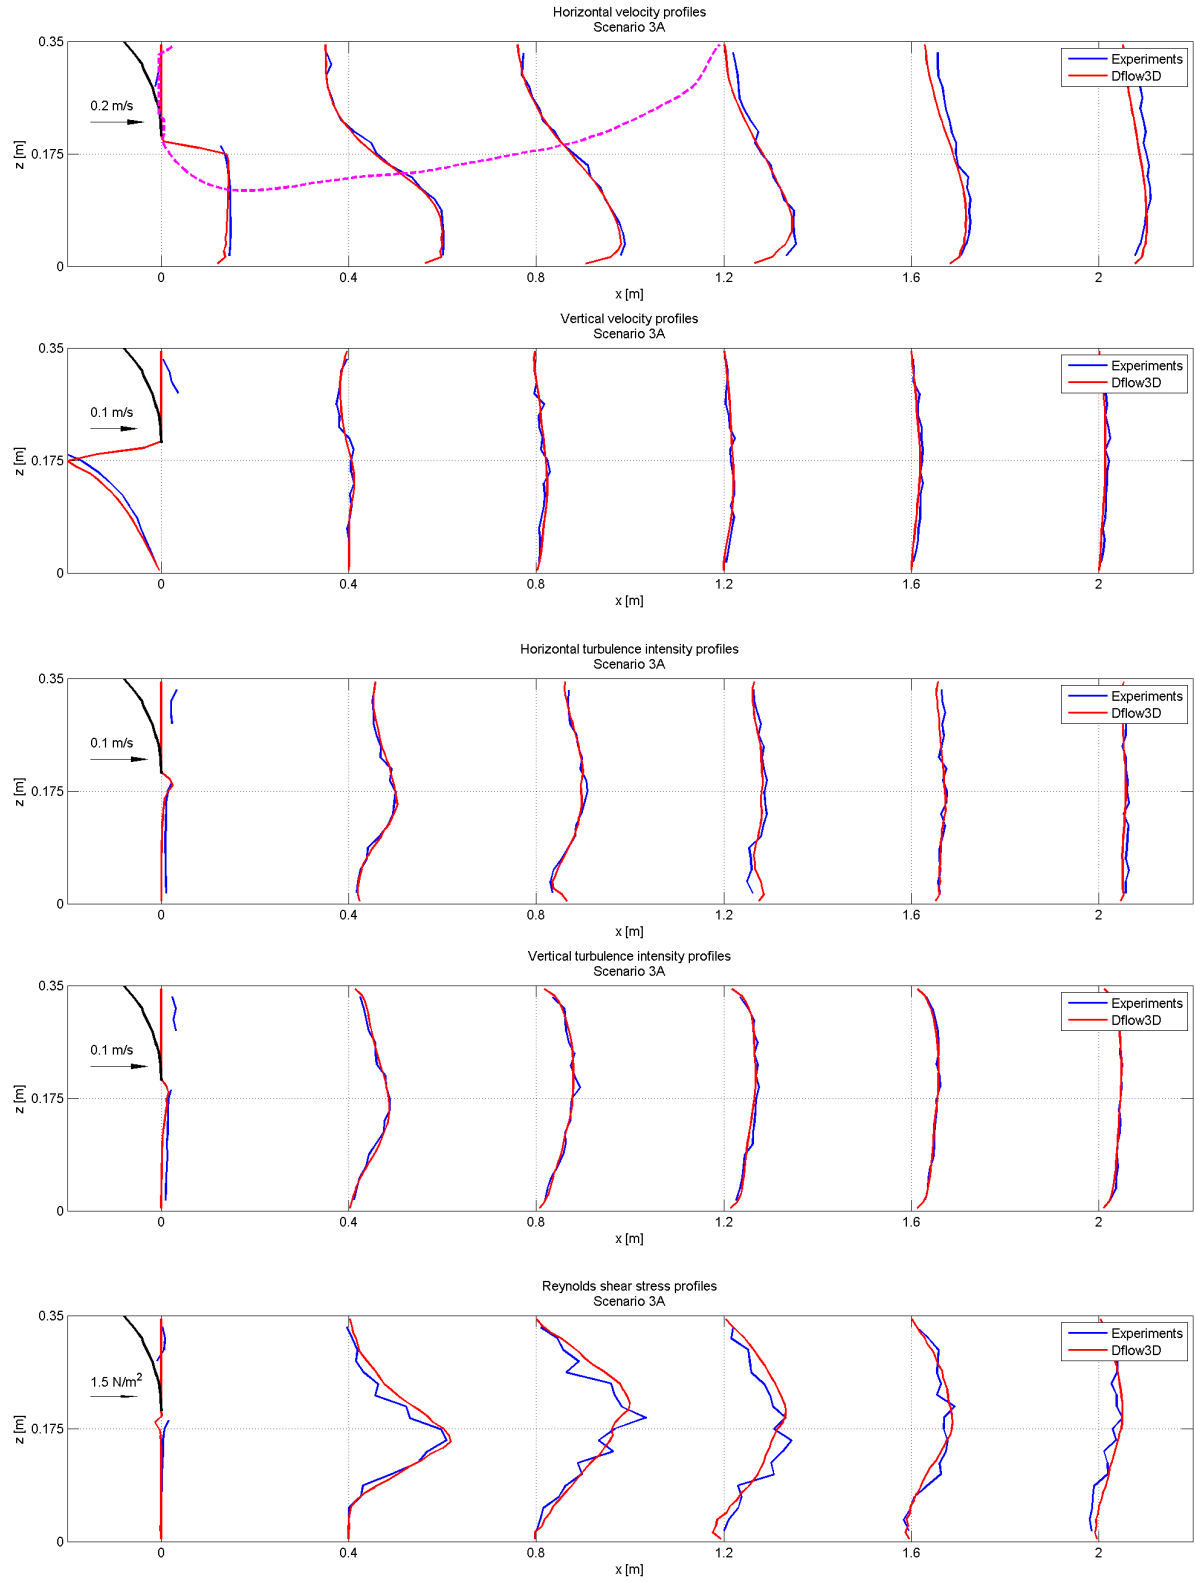 Horizontal velocity profiles
Scenario 3A
0.35
0.175
0
z [m]
0.2 m/s
Experiments
Dflow3D
0
0.4
0.8
1.2
1.6
2
x [m]
Vertical velocity profiles
Scenario 3A
0.35
0.175
0
z [m]
0.1 m/s
Experiments
Dflow3D
0
0.4
0.8
1.2
1.6
2
x [m]
Horizontal turbulence intensity profiles
Scenario 3A
0.35
0.175
0
z [m]
0.1 m/s
Experiments
Dflow3D
0
0.4
0.8
1.2
1.6
2
x [m]
Vertical turbulence intensity profiles
Scenario 3A
0.35
0.175
0
z [m]
0.1 m/s
Experiments
Dflow3D
0
0.4
0.8
1.2
1.6
2
x [m]
Reynolds shear stress profiles
Scenario 3A
0.35
0.175
0
z [m]
1.5 N/m²
Experiments
Dflow3D
0
0.4
0.8
1.2
1.6
2
x [m]